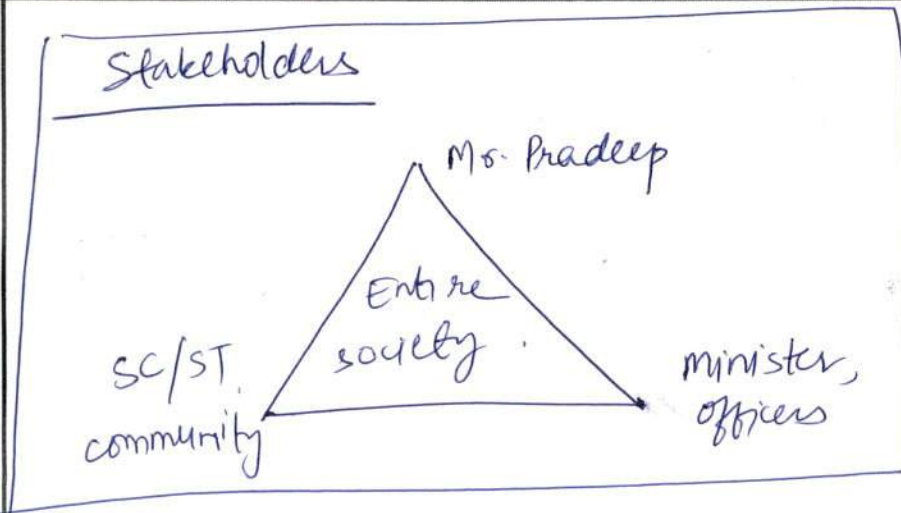 Stakeholders
Mr. Pradeep
Entire
society.
SC/ST
community
minister,
officers